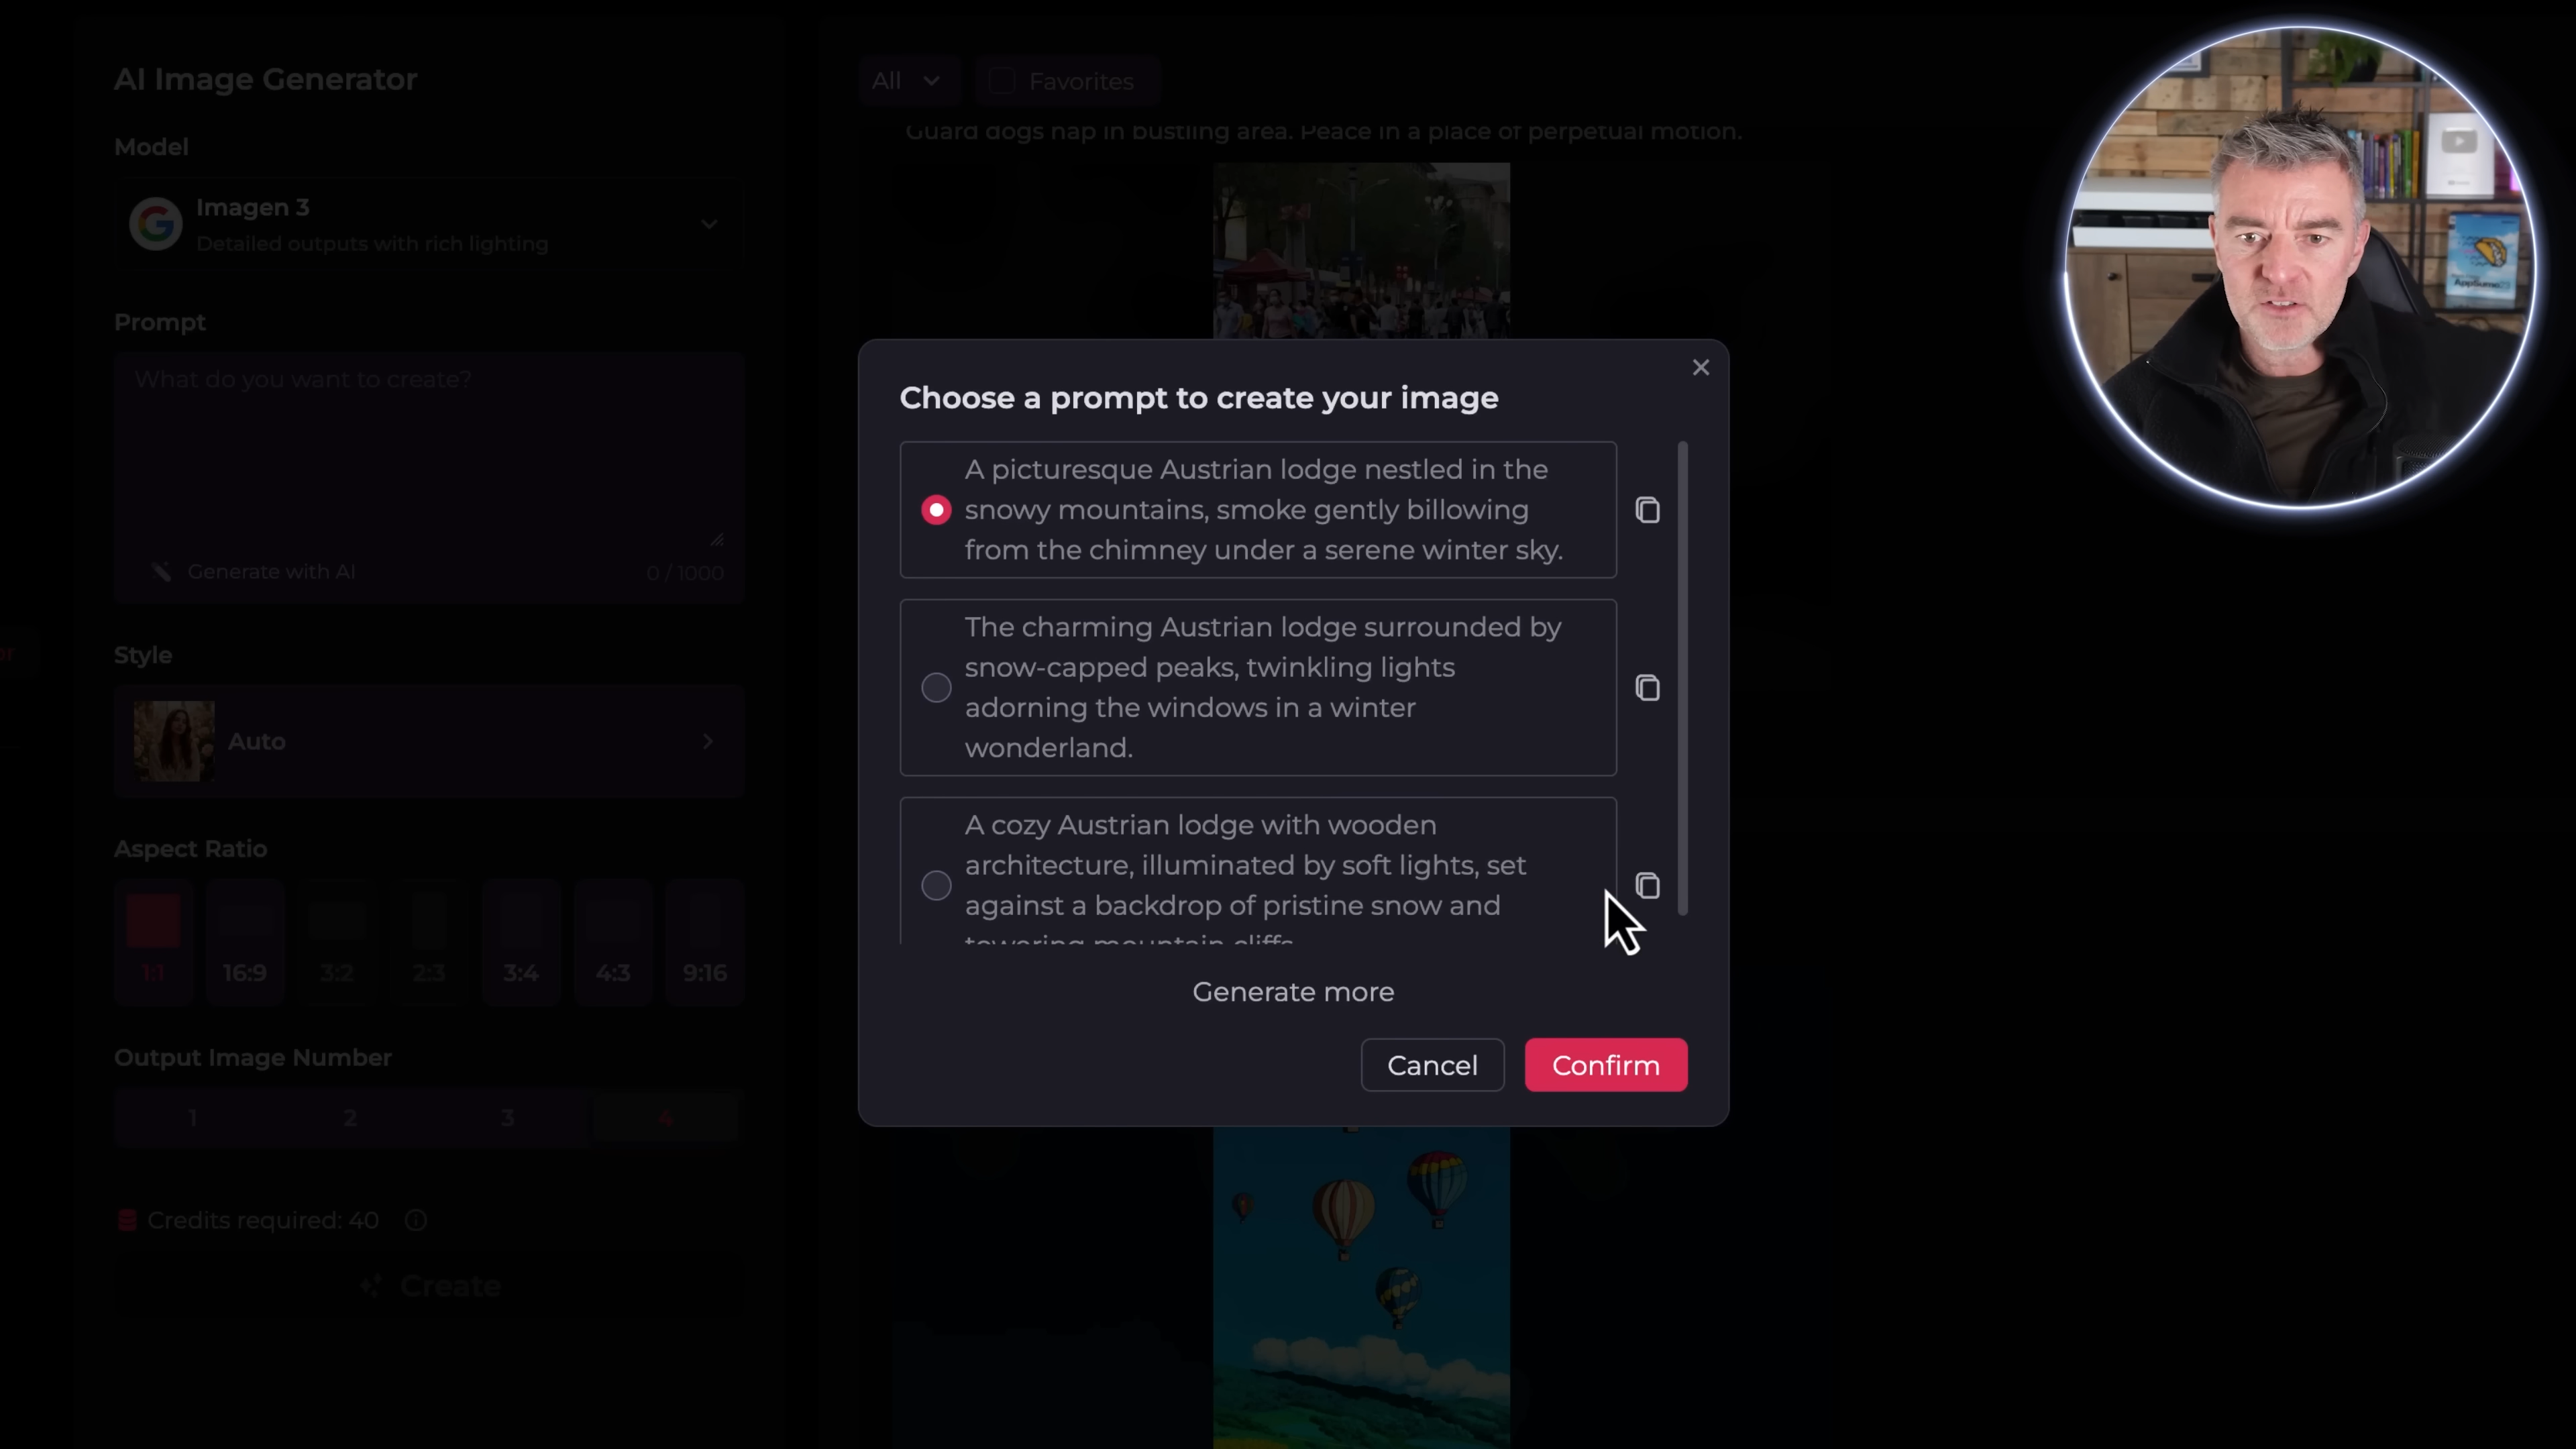 AI Image Generator
Model
Imagen 3
Detailed outputs with rich lighting
Prompt
What do you want to create?
Generate with AI
0 / 1000
Style
Auto
Aspect Ratio
1:1
16:9
3:2
2:3
3:4
4:3
9:16
Output Image Number
1
2
3
4
Credits required: 40
Create
All
Favorites
Guard dogs nap in bustling area. Peace in a place of perpetual motion.
Choose a prompt to create your image
A picturesque Austrian lodge nestled in the
snowy mountains, smoke gently billowing
from the chimney under a serene winter sky.
The charming Austrian lodge surrounded by
snow-capped peaks, twinkling lights
adorning the windows in a winter
wonderland.
A cozy Austrian lodge with wooden
architecture, illuminated by soft lights, set
against a backdrop of pristine snow and
towering mountain cliffs
Generate more
Cancel
Confirm
AppSumo